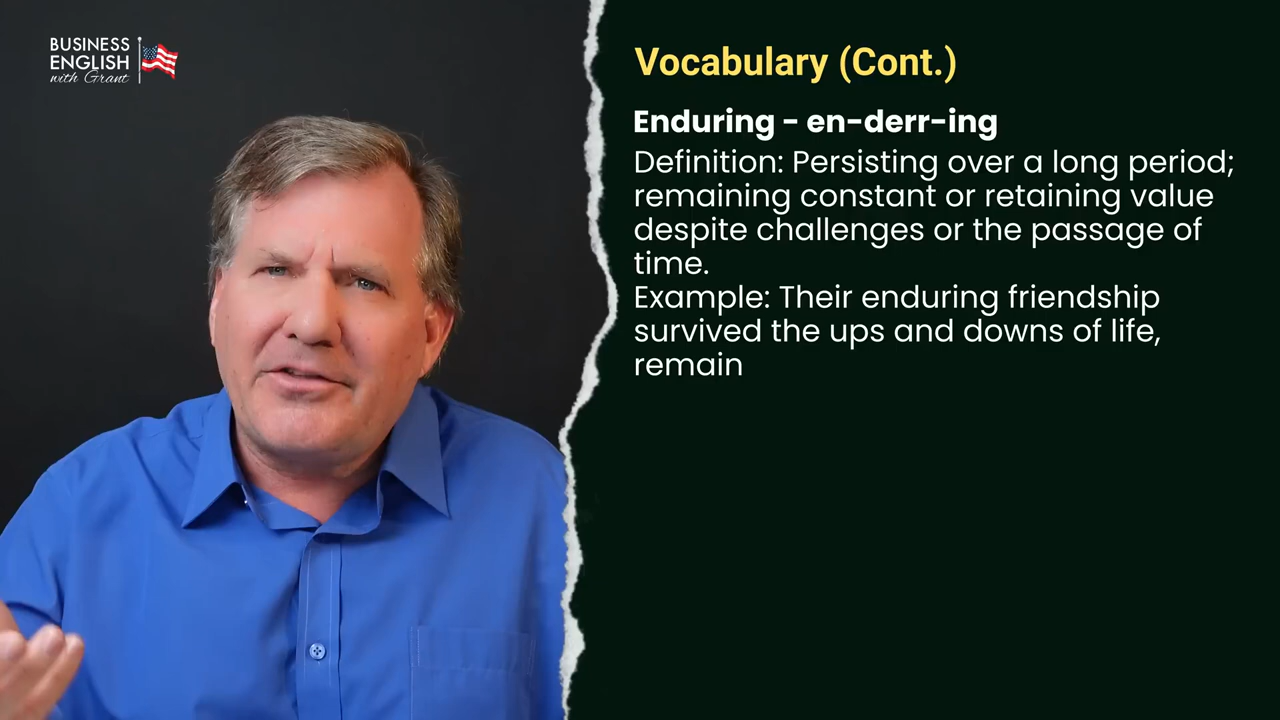 BUSINESS
ENGLISH
with Grant
Vocabulary (Cont.)
Enduring - en-derr-ing
Definition: Persisting over a long period;
remaining constant or retaining value
despite challenges or the passage of
time.
Example: Their enduring friendship
survived the ups and downs of life,
remain